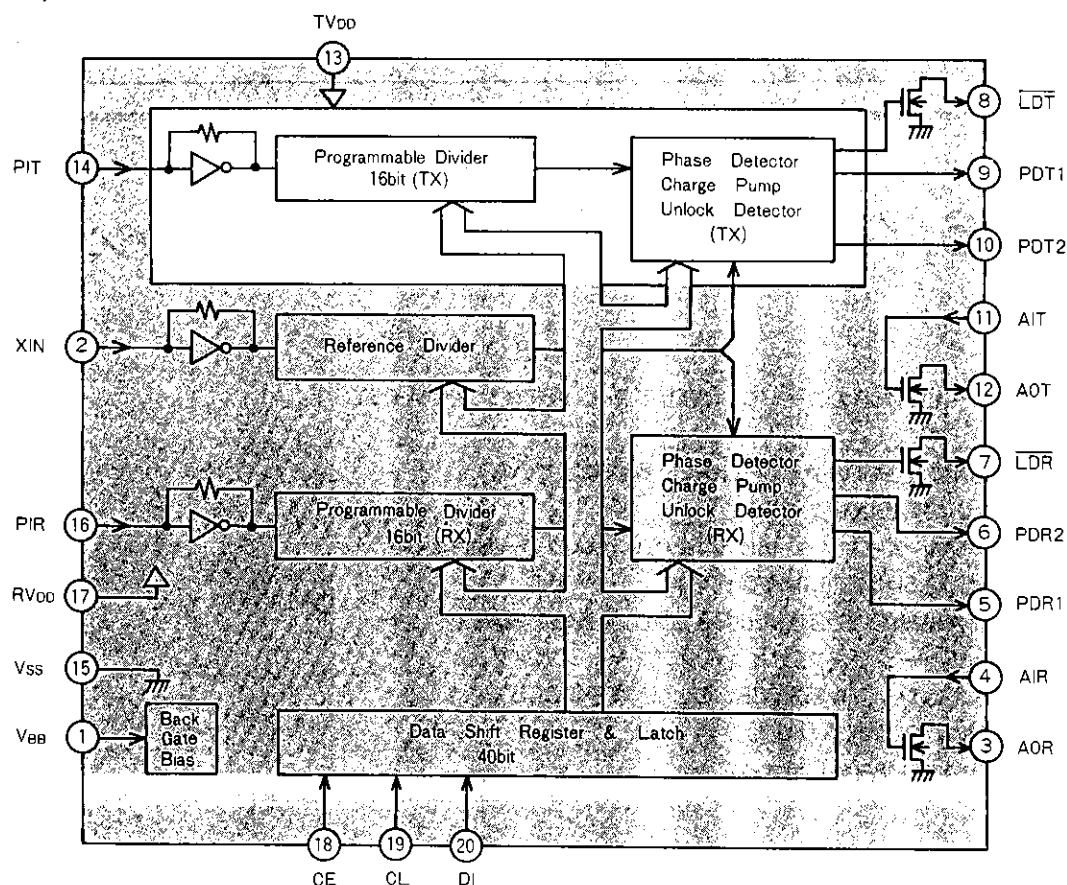 TVDD
13
8 LDT
14 PIT
Programmable Divider
16bit (TX)
Phase Detector
Charge Pump
Unlock Detector
(TX)
9 PDT1
10 PDT2
11 AIT
XIN 2
Reference Divider
12 AOT
Phase Detector
Charge Pump
Unlock Detector
(RX)
7 LDR
PIR 16
Programmable Divider
16bit (RX)
6 PDR2
RVDD 17
5 PDR1
VSS 15
4 AIR
VBB 1
Back
Gate
Bias
Data Shift Register & Latch
40bit
3 AOR
18 19 20
CE CL DI